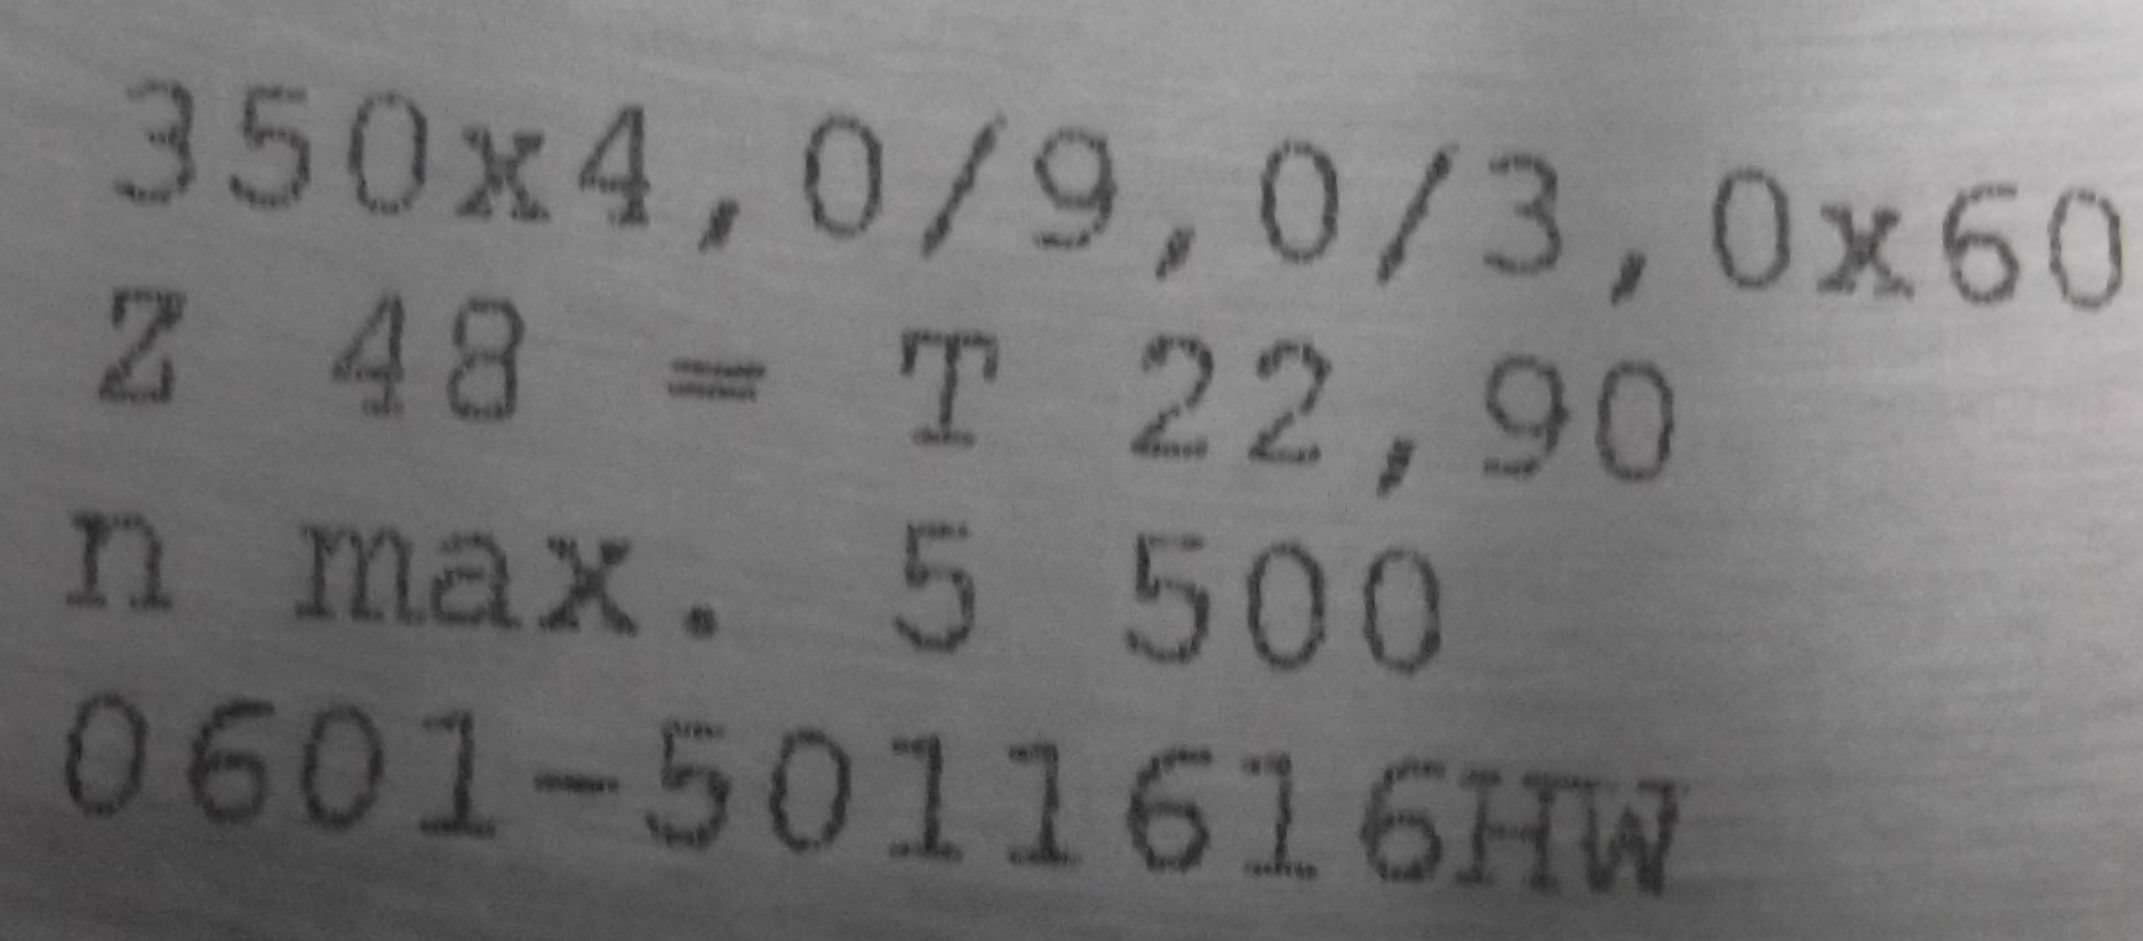 350x4,0/9,0/3,0x60
Z 48 = T 22,90
n max. 5 500
0601-5011616HW